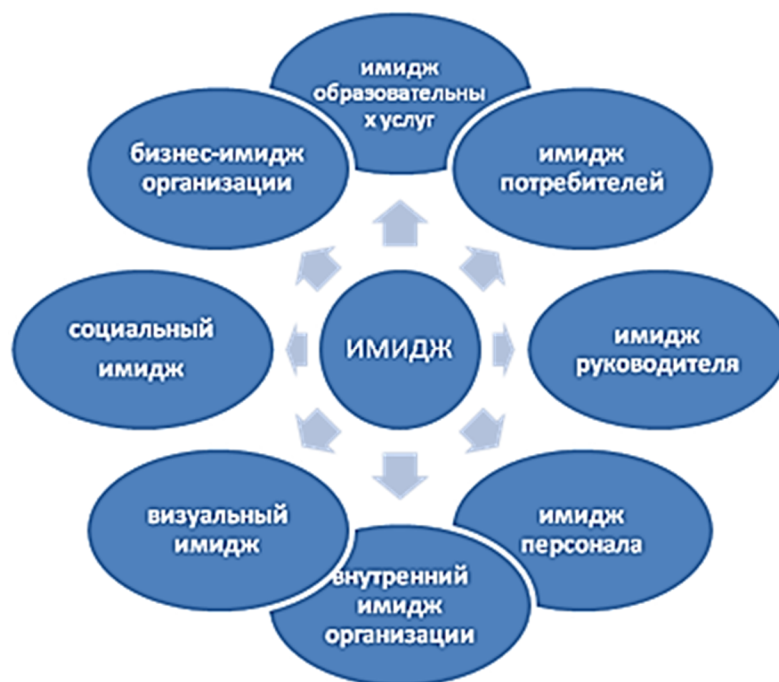 имидж
образовательны
х услуг
имидж
потребителей
имидж
руководителя
имидж
персонала
внутренний
имидж
организации
визуальный
имидж
социальный
имидж
бизнес-имидж
организации
ИМИДЖ